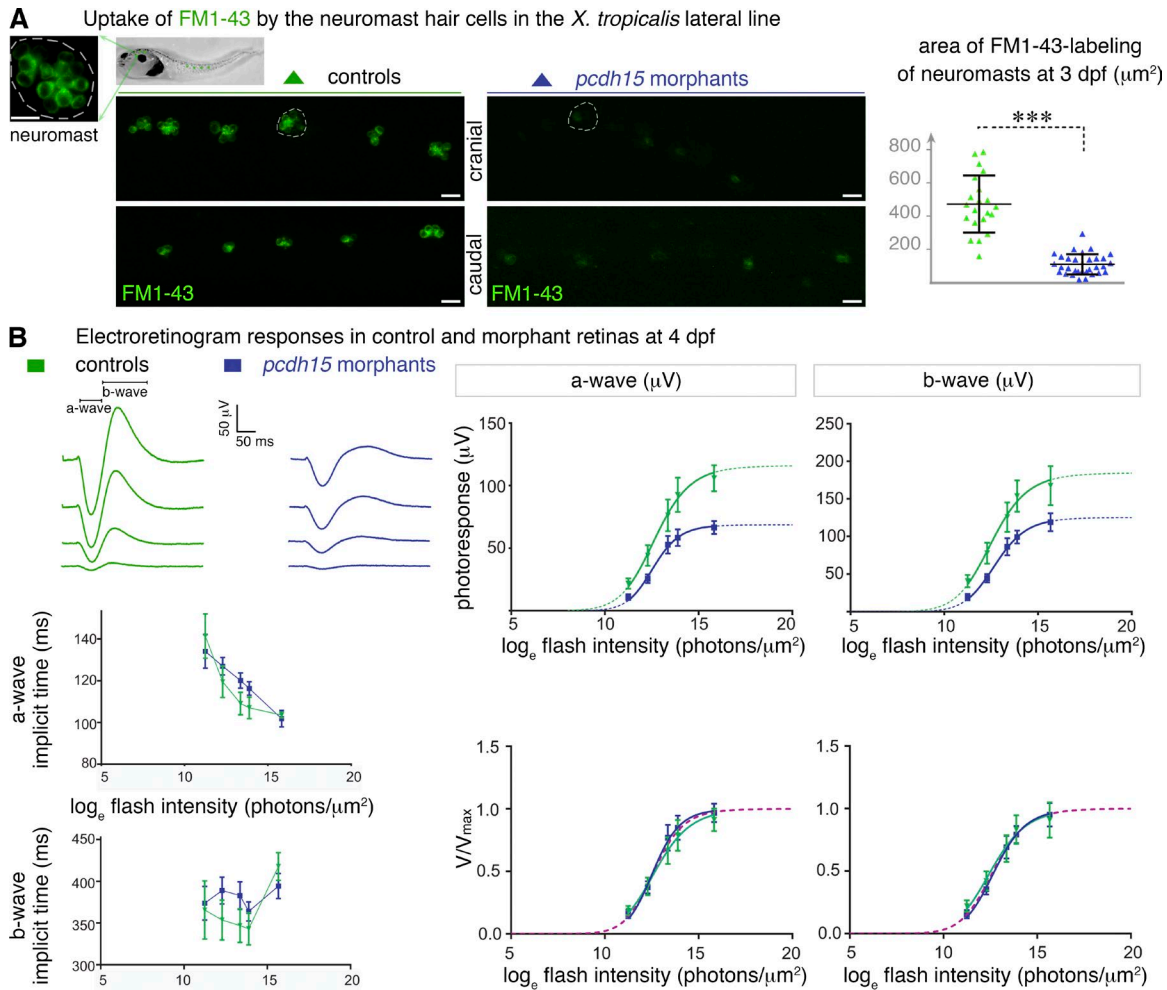 A Uptake of FM1-43 by the neuromast hair cells in the X. tropicalis lateral line
neuromast
controls
pcdh15 morphants
cranial
caudal
FM1-43
FM1-43
area of FM1-43-labeling
of neuromasts at 3 dpf (μm²)
***
800
600
400
200
B Electroretinogram responses in control and morphant retinas at 4 dpf
controls
pcdh15 morphants
b-wave
a-wave
50 μV
50 ms
a-wave
implicit time (ms)
140
120
100
80
5 10 15 20
logₑ flash intensity (photons/μm²)
b-wave
implicit time (ms)
450
400
350
300
5 10 15 20
a-wave (μV)
photoresponse (μV)
150
100
50
5 10 15 20
logₑ flash intensity (photons/μm²)
b-wave (μV)
250
200
150
100
50
5 10 15 20
logₑ flash intensity (photons/μm²)
V/Vmax
1.5
1.0
0.5
0.0
5 10 15 20
logₑ flash intensity (photons/μm²)
1.5
1.0
0.5
0.0
5 10 15 20
logₑ flash intensity (photons/μm²)